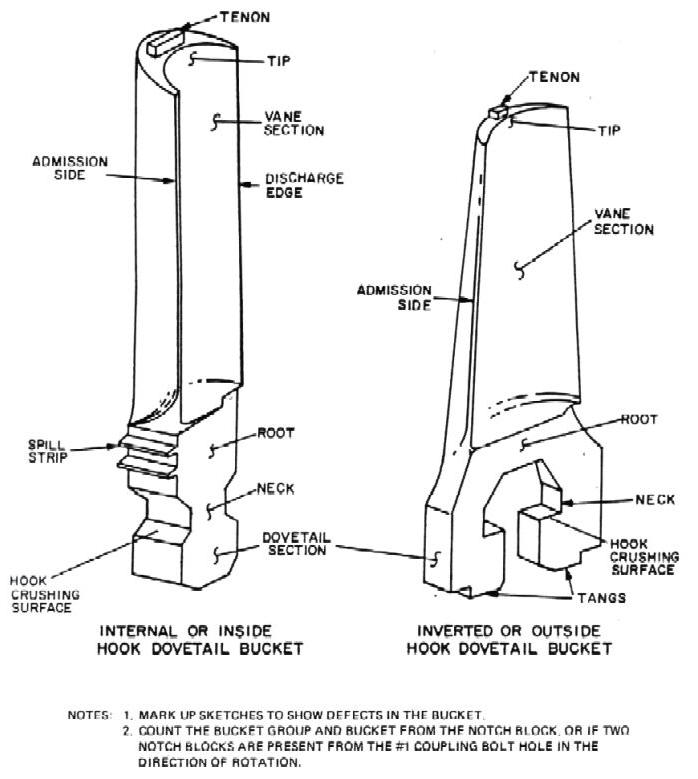 TENON
TIP
VANE
SECTION
ADMISSION
SIDE
DISCHARGE
EDGE
SPILL
STRIP
ROOT
NECK
DOVETAIL
SECTION
HOOK
CRUSHING
SURFACE
INTERNAL OR INSIDE
HOOK DOVETAIL BUCKET
TENON
TIP
VANE
SECTION
ADMISSION
SIDE
ROOT
NECK
HOOK
CRUSHING
SURFACE
TANGS
INVERTED OR OUTSIDE
HOOK DOVETAIL BUCKET
NOTES: 1. MARK UP SKETCHES TO SHOW DEFECTS IN THE BUCKET.
2. COUNT THE BUCKET GROUP AND BUCKET FROM THE NOTCH BLOCK, OR IF TWO
NOTCH BLOCKS ARE PRESENT FROM THE #1 COUPLING BOLT HOLE IN THE
DIRECTION OF ROTATION.